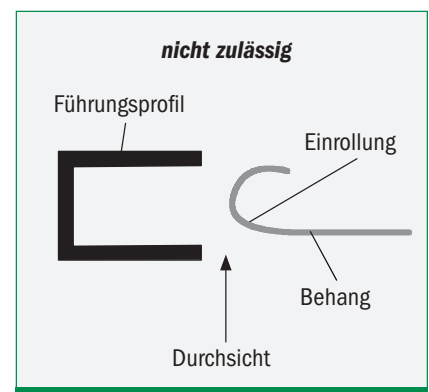 nicht zulässig
Führungsprofil
Einrollung
Behang
Durchsicht